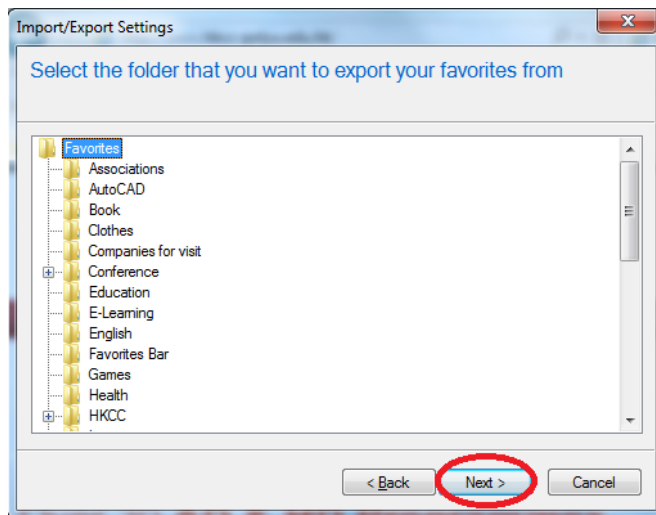 Import/Export Settings
Select the folder that you want to export your favorites from
Favorites
Associations
AutoCAD
Book
Clothes
Companies for visit
Conference
Education
E-Learning
English
Favorites Bar
Games
Health
HKCC
< Back Next > Cancel